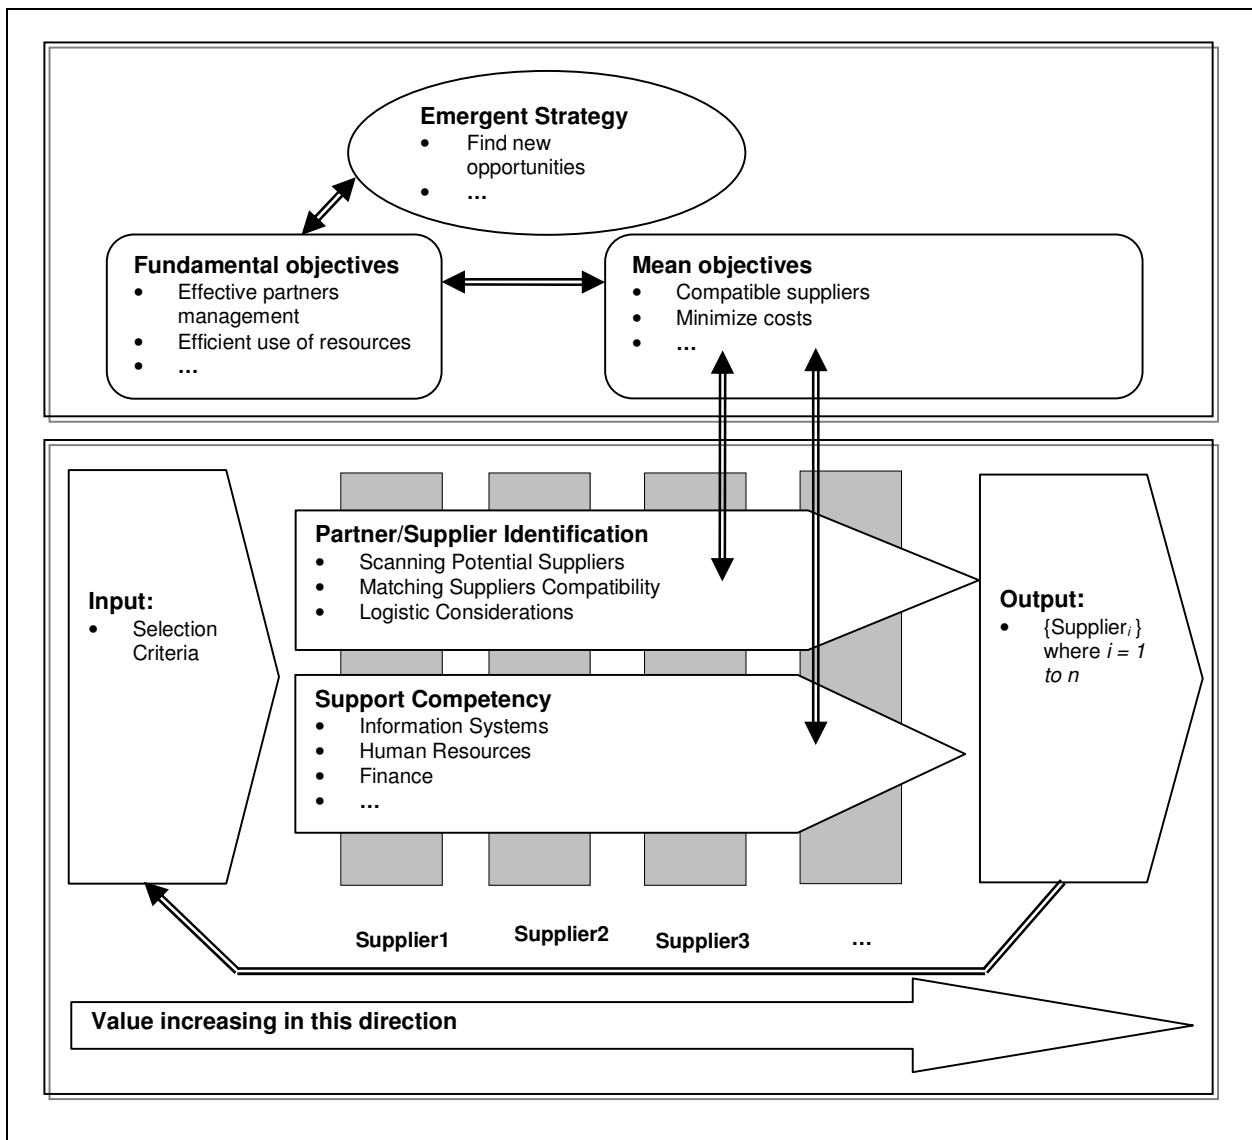 Emergent Strategy
• Find new
opportunities
• ...
Fundamental objectives
• Effective partners
management
• Efficient use of resources
• ...
Mean objectives
• Compatible suppliers
• Minimize costs
• ...
Input:
• Selection
Criteria
Partner/Supplier Identification
• Scanning Potential Suppliers
• Matching Suppliers Compatibility
• Logistic Considerations
Support Competency
• Information Systems
• Human Resources
• Finance
• ...
Output:
• {Supplierᵢ}
where i = 1
to n
Supplier1
Supplier2
Supplier3
...
Value increasing in this direction